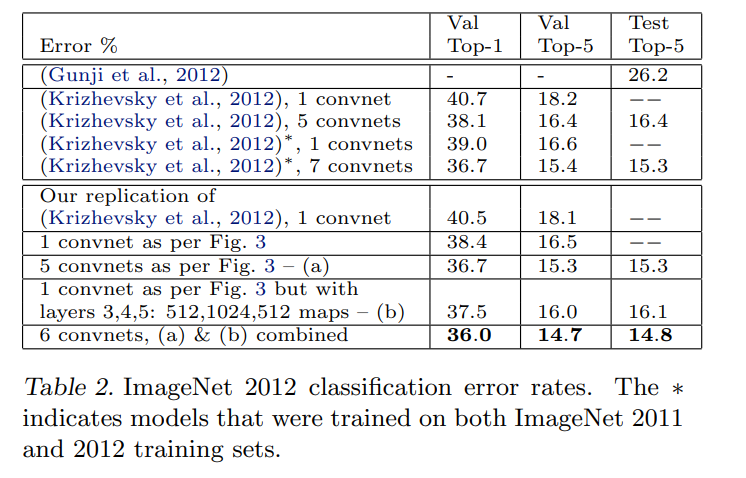 Error % Val Top-1 Val Top-5 Test Top-5
(Gunji et al., 2012) - - 26.2
(Krizhevsky et al., 2012), 1 convnet 40.7 18.2 −−
(Krizhevsky et al., 2012), 5 convnets 38.1 16.4 16.4
(Krizhevsky et al., 2012)*, 1 convnets 39.0 16.6 −−
(Krizhevsky et al., 2012)*, 7 convnets 36.7 15.4 15.3
Our replication of
(Krizhevsky et al., 2012), 1 convnet 40.5 18.1 −−
1 convnet as per Fig. 3 38.4 16.5 −−
5 convnets as per Fig. 3 – (a) 36.7 15.3 15.3
1 convnet as per Fig. 3 but with
layers 3,4,5: 512,1024,512 maps – (b) 37.5 16.0 16.1
6 convnets, (a) & (b) combined 36.0 14.7 14.8
Table 2. ImageNet 2012 classification error rates. The *
indicates models that were trained on both ImageNet 2011
and 2012 training sets.